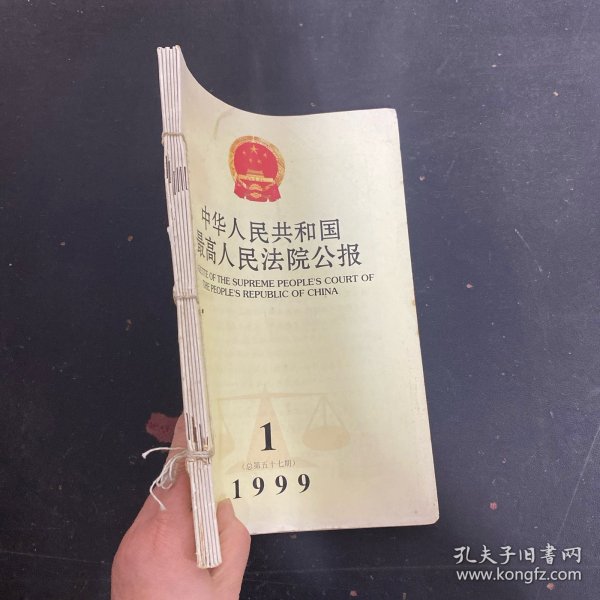 中华人民共和国
最高人民法院公报
ETTE OF THE SUPREME PEOPLE'S COURT OF
THE PEOPLE'S REPUBLIC OF CHINA
1
(总第五十七期)
1999
孔夫子旧书网
www.kongfz.com